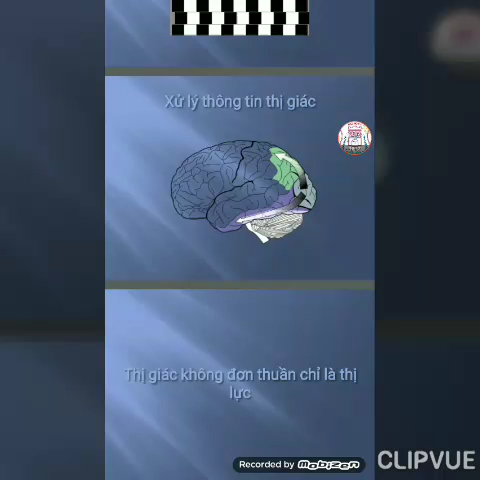 Xử lý thông tin thị giác
Thị giác không đơn thuần chỉ là thị
lực
Recorded by Mobizen
CLIPVUE